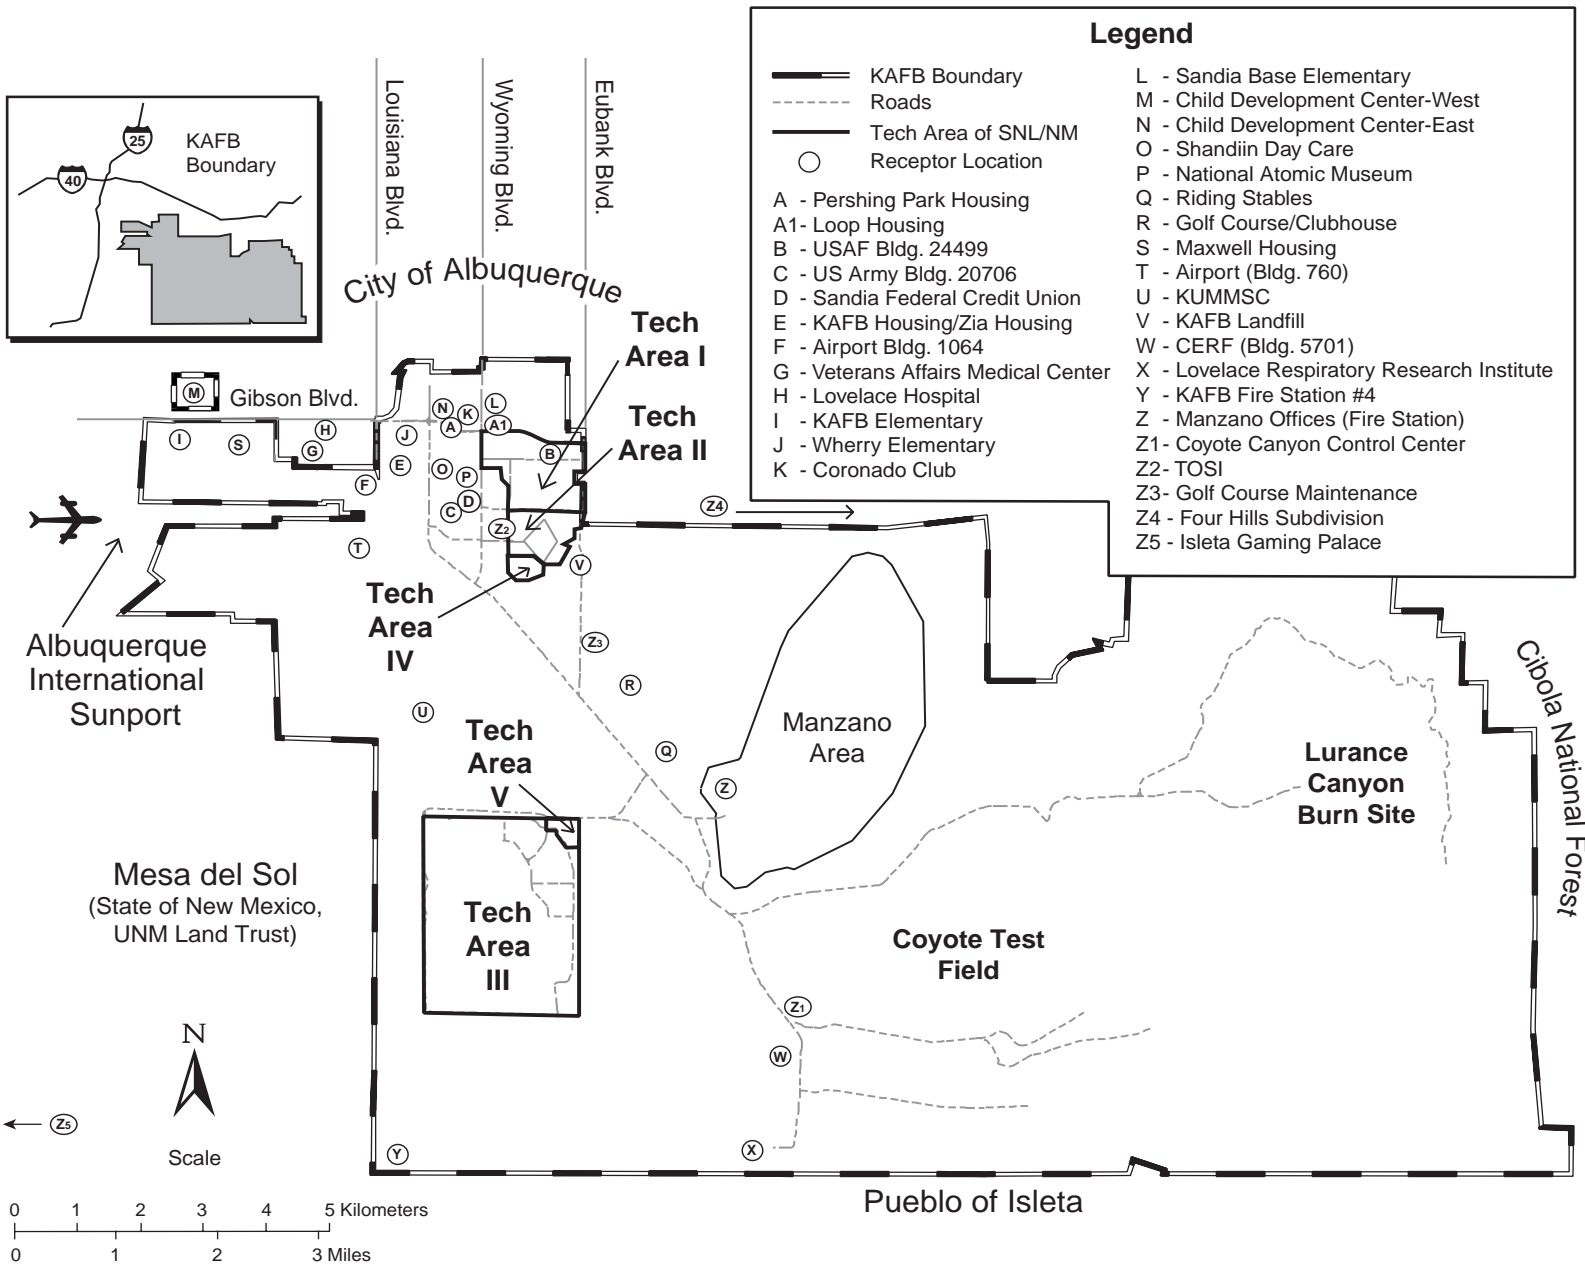 Legend
KAFB Boundary
Roads
Tech Area of SNL/NM
Receptor Location
A - Pershing Park Housing
A1- Loop Housing
B - USAF Bldg. 24499
C - US Army Bldg. 20706
D - Sandia Federal Credit Union
E - KAFB Housing/Zia Housing
F - Airport Bldg. 1064
G - Veterans Affairs Medical Center
H - Lovelace Hospital
I - KAFB Elementary
J - Wherry Elementary
K - Coronado Club
L - Sandia Base Elementary
M - Child Development Center-West
N - Child Development Center-East
O - Shandiin Day Care
P - National Atomic Museum
Q - Riding Stables
R - Golf Course/Clubhouse
S - Maxwell Housing
T - Airport (Bldg. 760)
U - KUMMSC
V - KAFB Landfill
W - CERF (Bldg. 5701)
X - Lovelace Respiratory Research Institute
Y - KAFB Fire Station #4
Z - Manzano Offices (Fire Station)
Z1- Coyote Canyon Control Center
Z2- TOSI
Z3- Golf Course Maintenance
Z4 - Four Hills Subdivision
Z5 - Isleta Gaming Palace
25
40
KAFB
Boundary
Louisiana Blvd.
Wyoming Blvd.
Eubank Blvd.
City of Albuquerque
Tech
Area I
Tech
Area II
Gibson Blvd.
M
I
S
H
G
F
J
E
N
K
L
A
A1
B
O
P
D
C
Z2
Z4
T
V
Tech
Area
IV
Albuquerque
International
Sunport
Z3
R
U
Q
Z
Tech
Area
V
Manzano
Area
Lurance
Canyon
Burn Site
Cibola National Forest
Mesa del Sol
(State of New Mexico,
UNM Land Trust)
Tech
Area
III
Coyote Test
Field
Z1
W
X
Y
Z5
N
Scale
0 1 2 3 4 5 Kilometers
0 1 2 3 Miles
Pueblo of Isleta